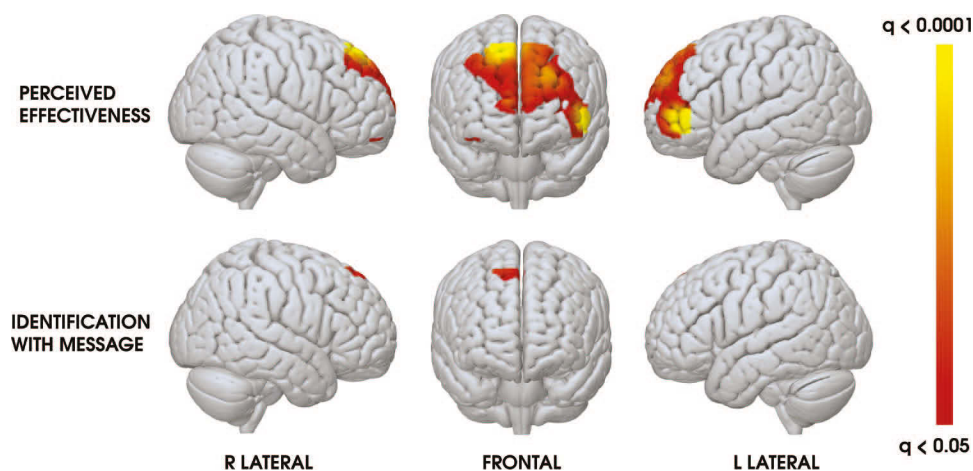 q < 0.0001
PERCEIVED
EFFECTIVENESS
IDENTIFICATION
WITH MESSAGE
q < 0.05
R LATERAL
FRONTAL
L LATERAL